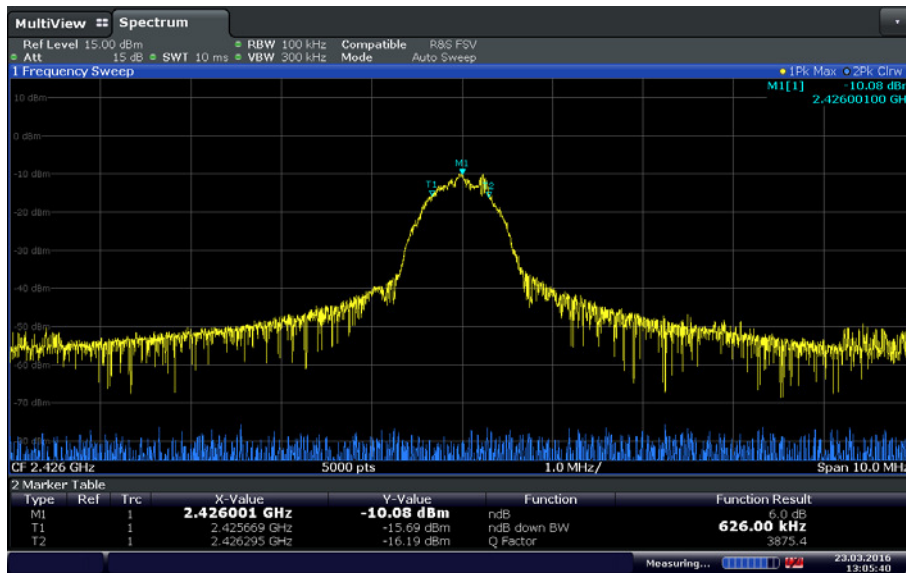 MultiView Spectrum
Ref Level 15.00 dBm RBW 100 kHz Compatible R&S FSV
Att 15 dB SWT 10 ms VBW 300 kHz Mode Auto Sweep
1 Frequency Sweep 1Pk Max 2Pk Clrw
M1[1] -10.08 dBr
2.42600100 GH
10 dBm
0 dBm
M1
-10 dBm
T1
-20 dBm
-30 dBm
-40 dBm
-50 dBm
-60 dBm
-70 dBm
CF 2.426 GHz 5000 pts 1.0 MHz/ Span 10.0 MHz
2 Marker Table
Type Ref Trc X-Value Y-Value Function Function Result
M1 1 2.426001 GHz -10.08 dBm ndB 6.0 dB
T1 1 2.425669 GHz -15.69 dBm ndB down BW 626.00 kHz
T2 1 2.426295 GHz -16.19 dBm Q Factor 3875.4
Measuring... 23.03.2016
13:05:40